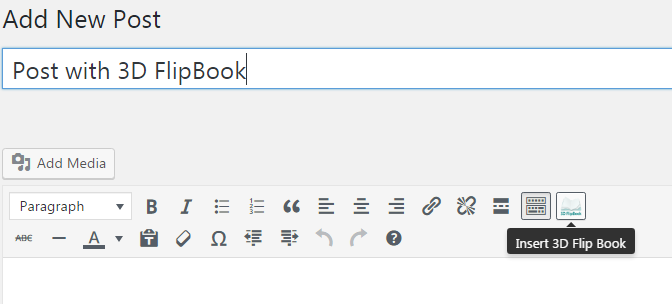 Add New Post
Post with 3D FlipBook
Add Media
Paragraph B I
3D FlipBook
ABC A Ω
Insert 3D Flip Book